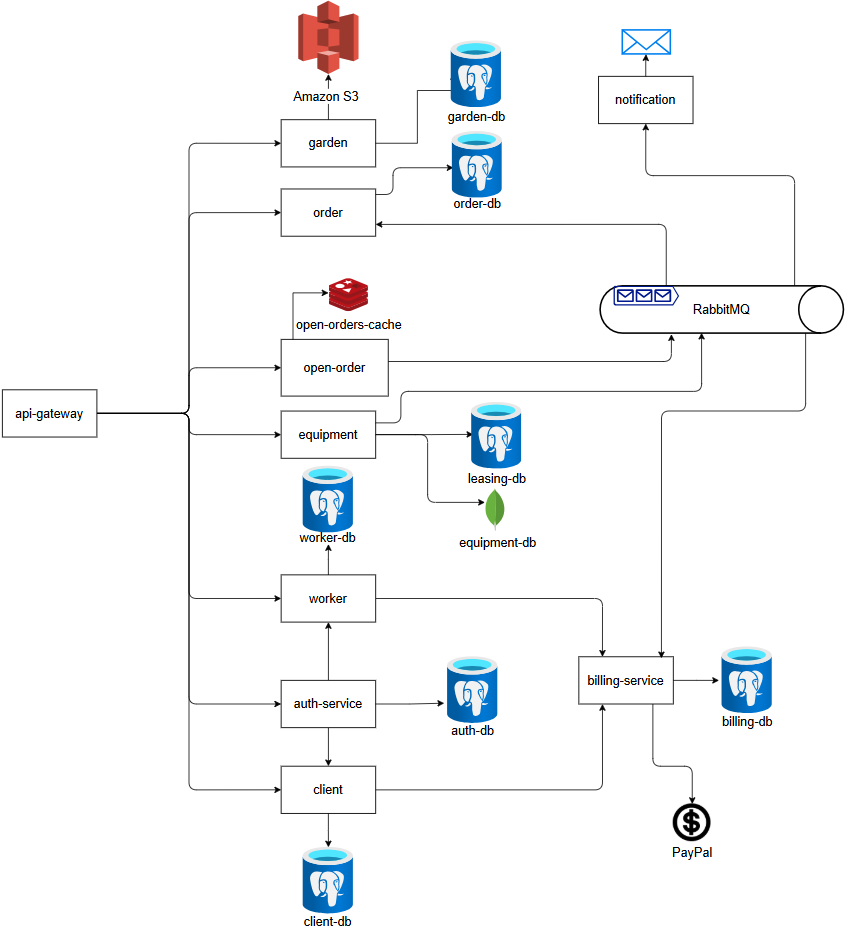 Amazon S3
garden-db
notification
garden
order-db
order
RabbitMQ
open-orders-cache
open-order
api-gateway
equipment
leasing-db
worker-db
equipment-db
worker
billing-service
auth-service
auth-db
billing-db
client
PayPal
client-db